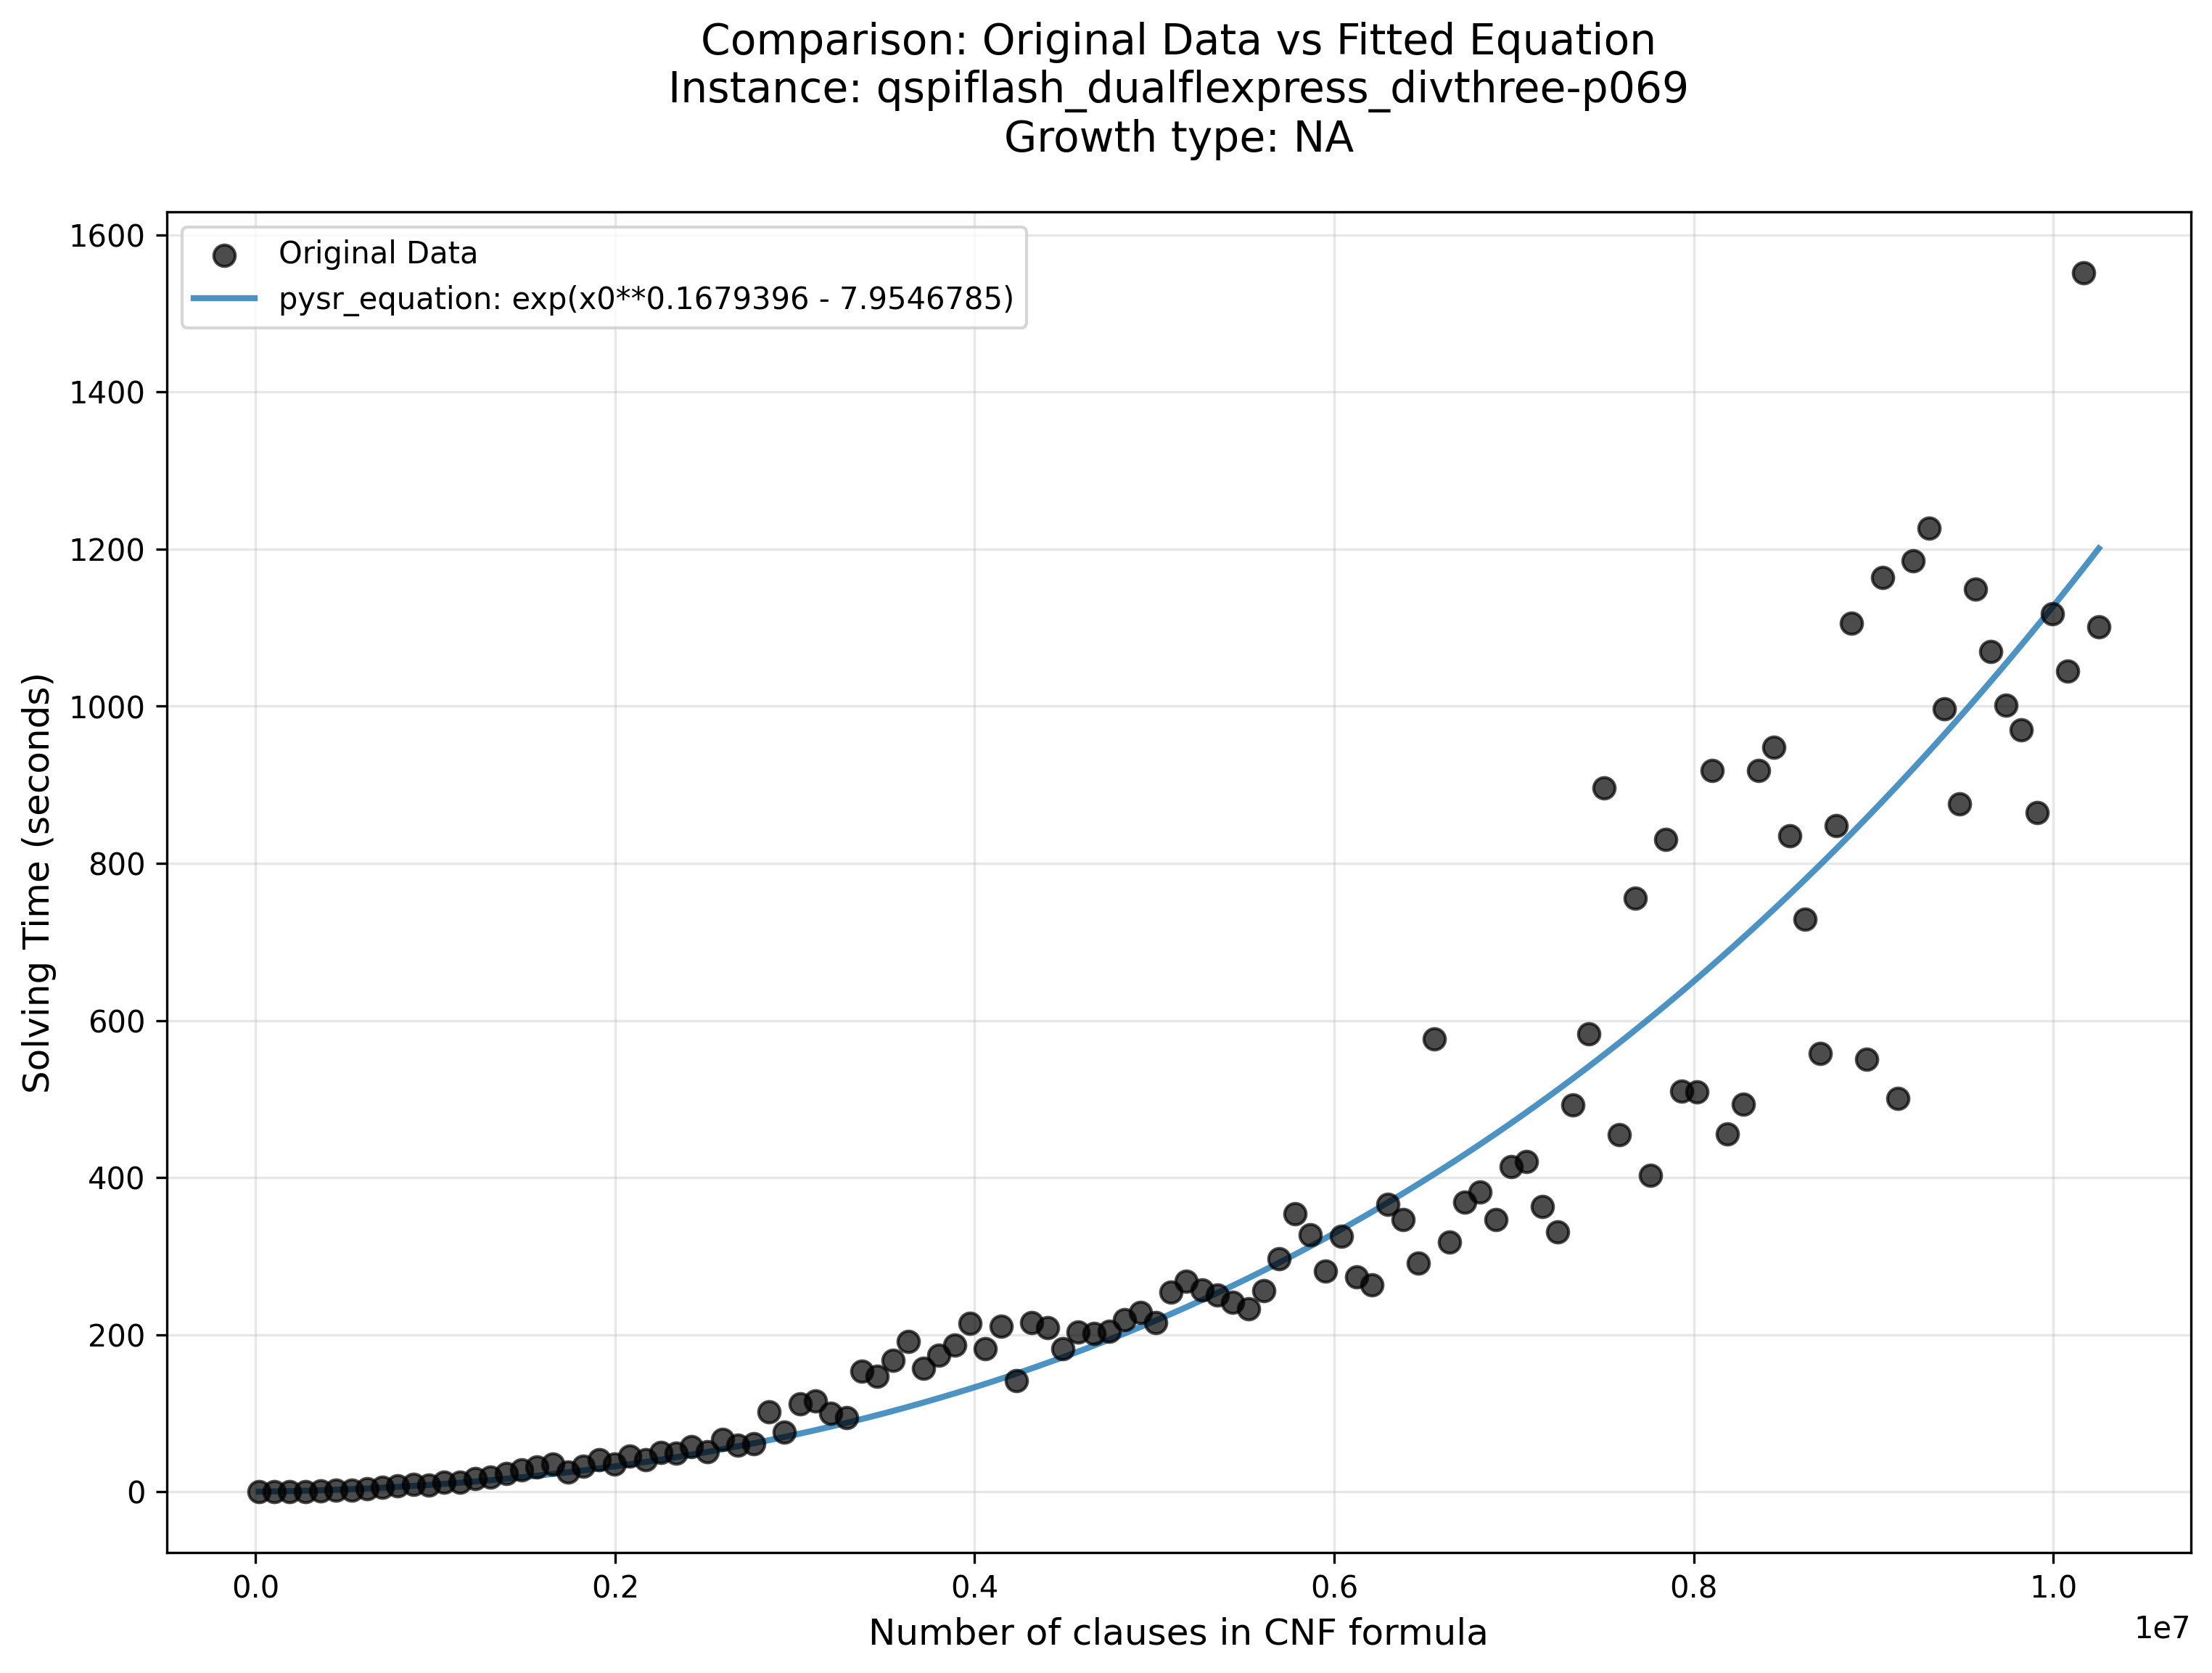 Comparison: Original Data vs Fitted Equation
Instance: qspiflash_dualflexpress_divthree-p069
Growth type: NA
Original Data
pysr_equation: exp(x0**0.1679396 - 7.9546785)
Solving Time (seconds)
1600
1400
1200
1000
800
600
400
200
0
0.0
0.2
0.4
0.6
0.8
1.0
1e7
Number of clauses in CNF formula